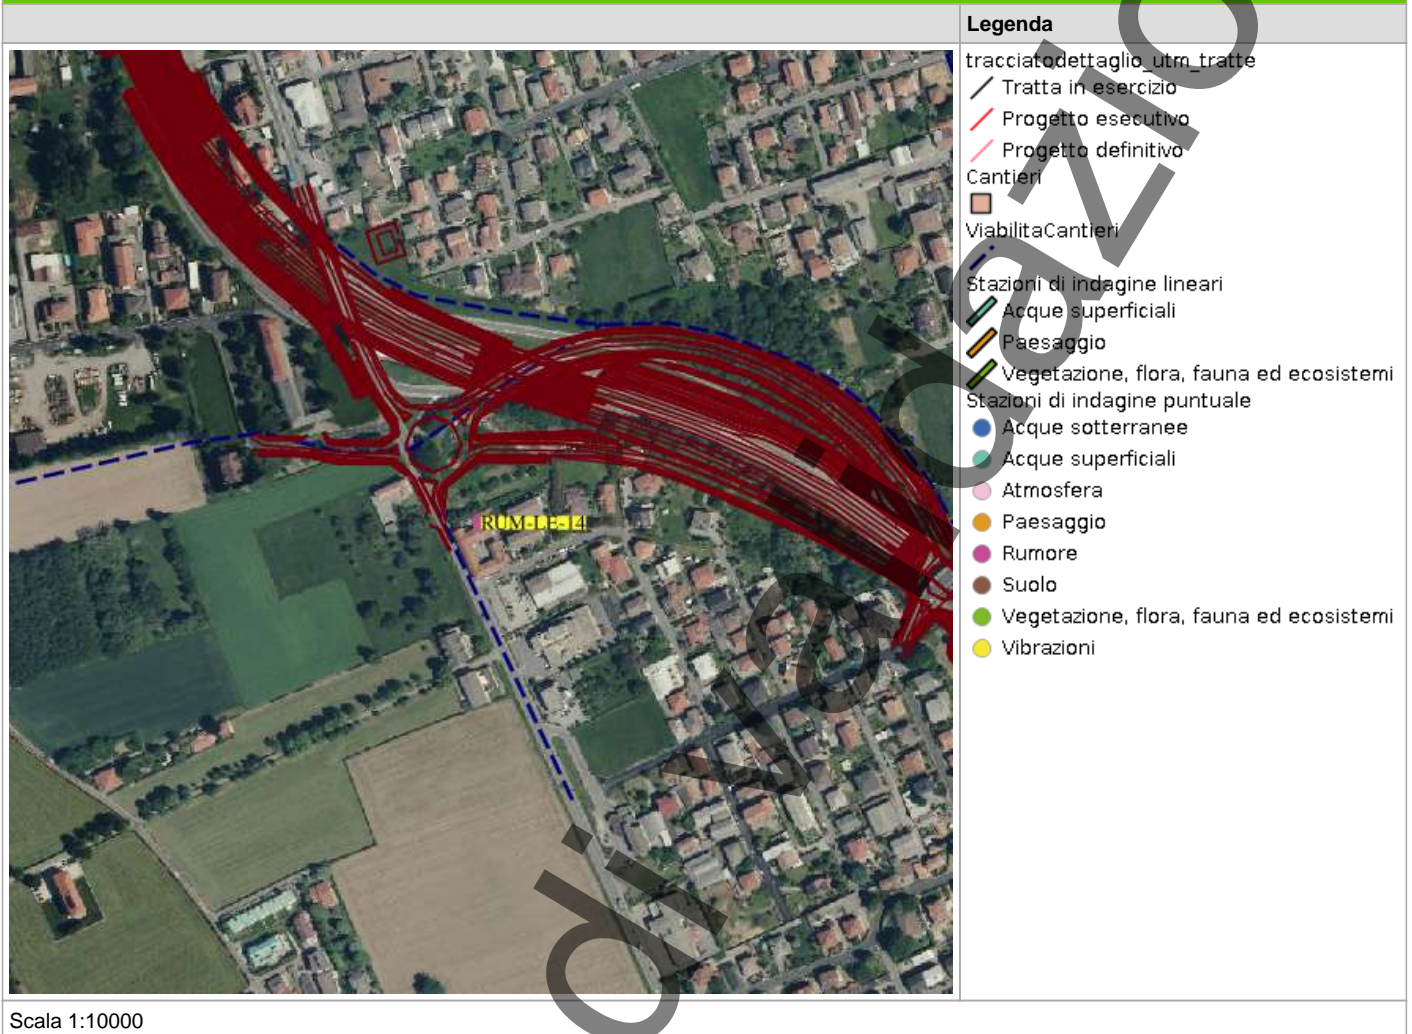 Legenda
tracciatodettaglio_utm_tratte
Tratta in esercizio
Progetto esecutivo
Progetto definitivo
Cantieri
ViabilitaCantieri
Stazioni di indagine lineari
Acque superficiali
Paesaggio
Vegetazione, flora, fauna ed ecosistemi
Stazioni di indagine puntuale
Acque sotterranee
Acque superficiali
Atmosfera
Paesaggio
Rumore
Suolo
Vegetazione, flora, fauna ed ecosistemi
Vibrazioni
RUM-LE-14
di validazio
Scala 1:10000